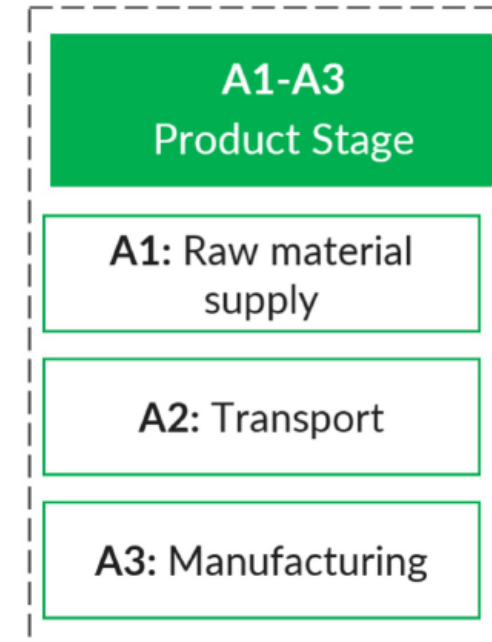 A1-A3
Product Stage
A1: Raw material
supply
A2: Transport
A3: Manufacturing